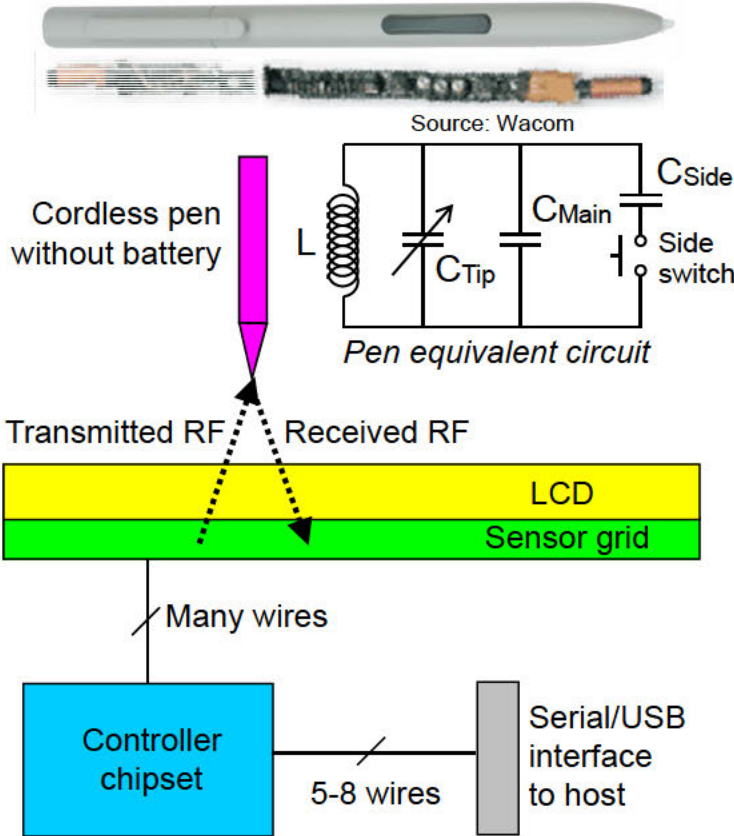 Source: Wacom
Cordless pen
without battery
L
CTip
CMain
CSide
Side
switch
Pen equivalent circuit
Transmitted RF
Received RF
LCD
Sensor grid
Many wires
Controller
chipset
5-8 wires
Serial/USB
interface
to host